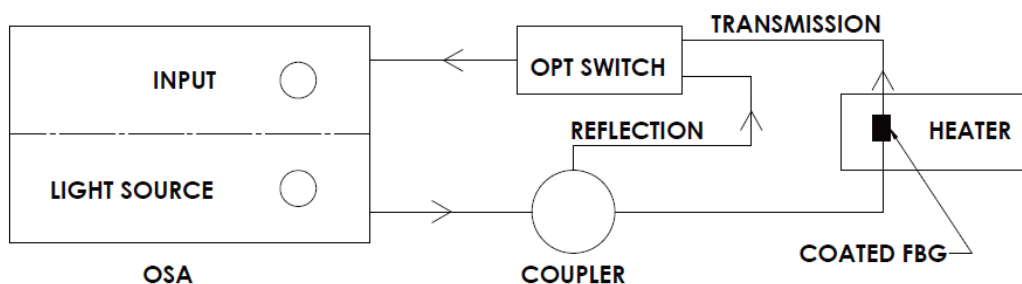 TRANSMISSION
INPUT
OPT SWITCH
REFLECTION
HEATER
LIGHT SOURCE
COATED FBG
OSA
COUPLER